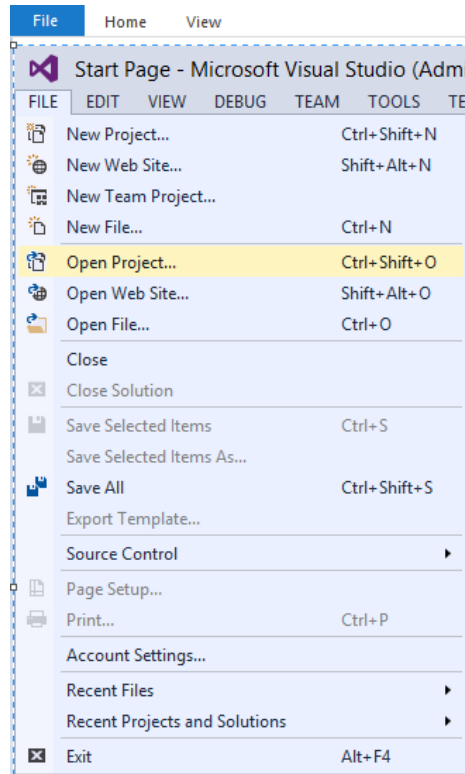 File Home View
Start Page - Microsoft Visual Studio (Adm
FILE EDIT VIEW DEBUG TEAM TOOLS TE
New Project... Ctrl+Shift+N
New Web Site... Shift+Alt+N
New Team Project...
New File... Ctrl+N
Open Project... Ctrl+Shift+O
Open Web Site... Shift+Alt+O
Open File... Ctrl+O
Close
Close Solution
Save Selected Items Ctrl+S
Save Selected Items As...
Save All Ctrl+Shift+S
Export Template...
Source Control
Page Setup...
Print... Ctrl+P
Account Settings...
Recent Files
Recent Projects and Solutions
Exit Alt+F4